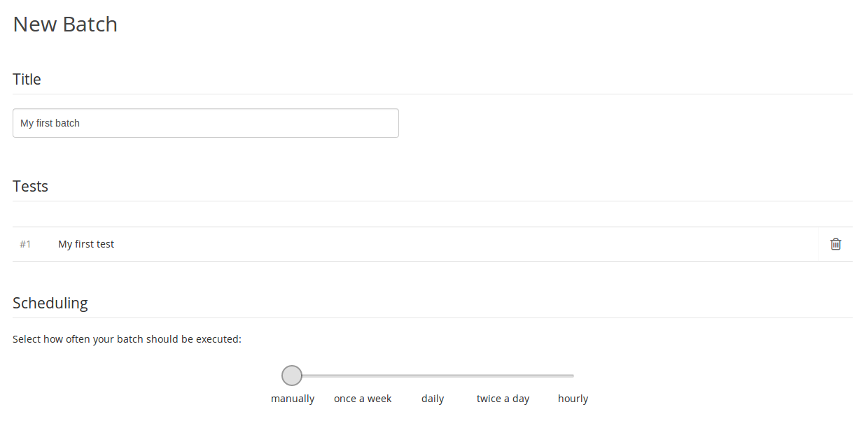 New Batch
Title
My first batch
Tests
#1 My first test
Scheduling
Select how often your batch should be executed:
manually once a week daily twice a day hourly